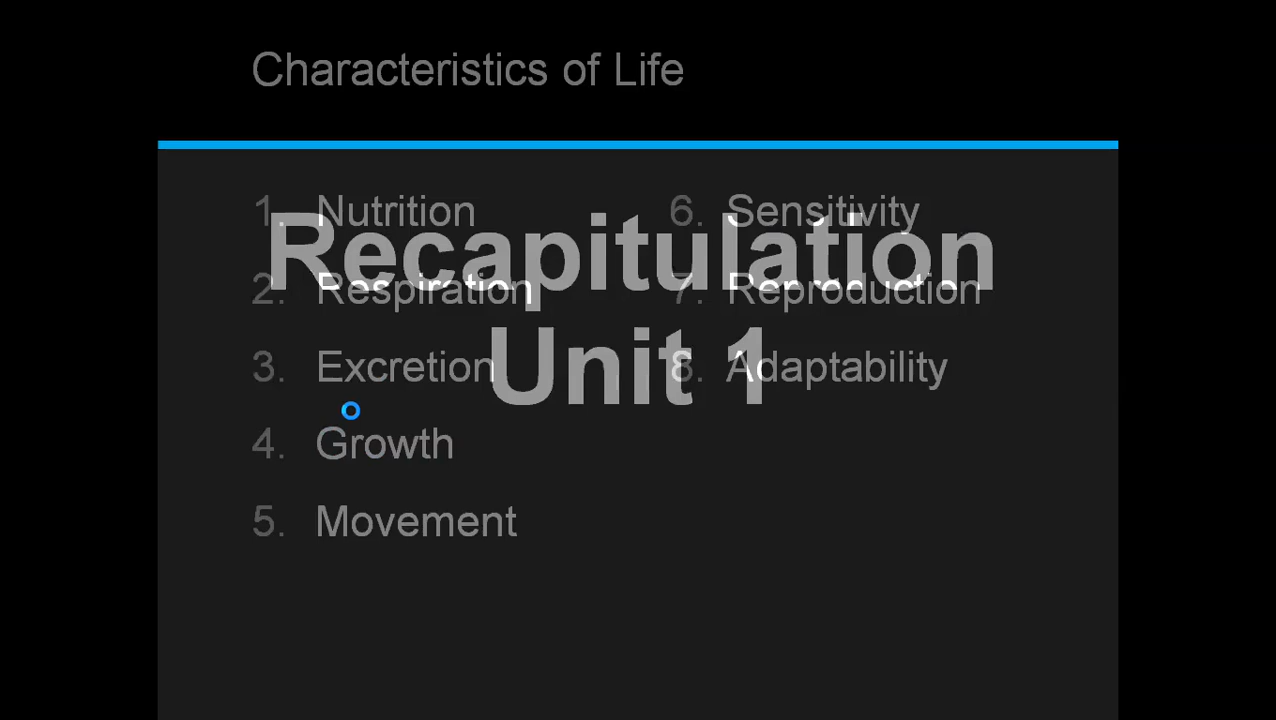 Characteristics of Life
Recapitulation
Unit 1
1. Nutrition
2. Respiration
3. Excretion
4. Growth
5. Movement
6. Sensitivity
7. Reproduction
8. Adaptability